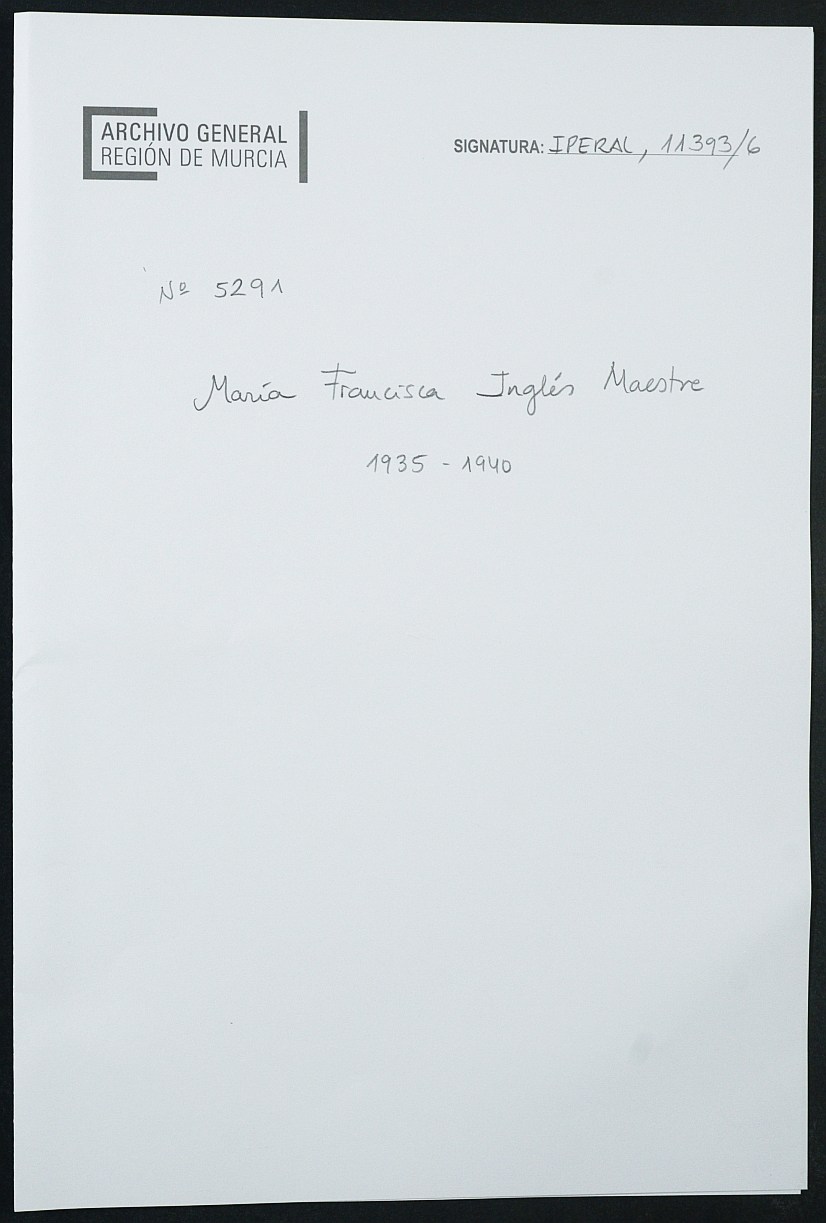 ARCHIVO GENERAL
REGIÓN DE MURCIA
SIGNATURA: IPERAL, 11393/6
Nº 5291
María Francisca Inglés Maestre
1935 - 1940